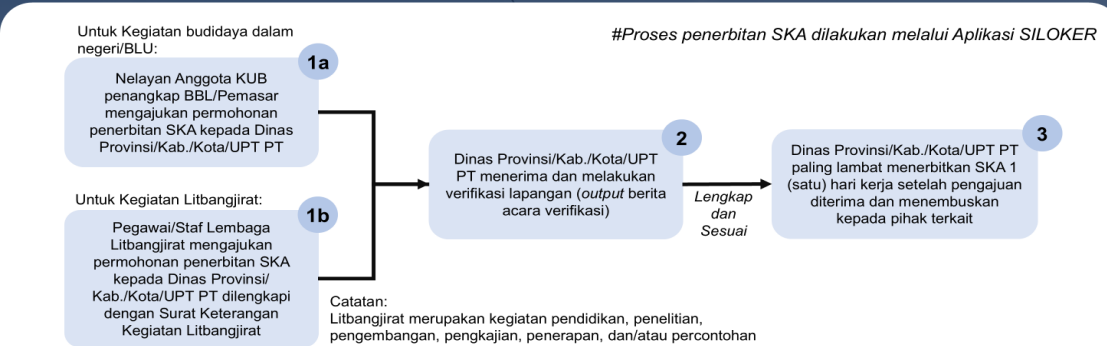 #Proses penerbitan SKA dilakukan melalui Aplikasi SILOKER
Untuk Kegiatan budidaya dalam
negeri/BLU:
1a
Nelayan Anggota KUB
penangkap BBL/Pemasar
mengajukan permohonan
penerbitan SKA kepada Dinas
Provinsi/Kab./Kota/UPT PT
Untuk Kegiatan Litbangjirat:
1b
Pegawai/Staf Lembaga
Litbangjirat mengajukan
permohonan penerbitan SKA
kepada Dinas Provinsi/
Kab./Kota/UPT PT dilengkapi
dengan Surat Keterangan
Kegiatan Litbangjirat
2
Dinas Provinsi/Kab./Kota/UPT
PT menerima dan melakukan
verifikasi lapangan (output berita
acara verifikasi)
Lengkap
dan
Sesuai
3
Dinas Provinsi/Kab./Kota/UPT PT
paling lambat menerbitkan SKA 1
(satu) hari kerja setelah pengajuan
diterima dan menembuskan
kepada pihak terkait
Catatan:
Litbangjirat merupakan kegiatan pendidikan, penelitian,
pengembangan, pengkajian, penerapan, dan/atau percontohan